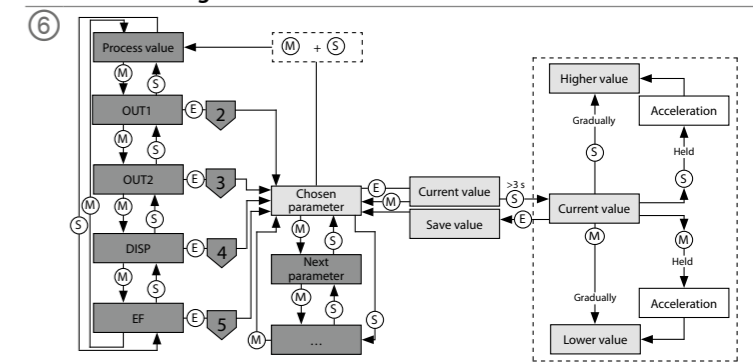 6
Process value
M + S
M
S
OUT1
E
2
M
S
OUT2
E
3
M
S
M
S
DISP
E
4
M
S
EF
E
5
Chosen
parameter
M
S
Next
parameter
M
S
...
M
S
E
M
Current value
Save value
>3 s
S
E
Higher value
Gradually
S
Acceleration
Held
S
Current value
M
M
Held
Gradually
Acceleration
Lower value